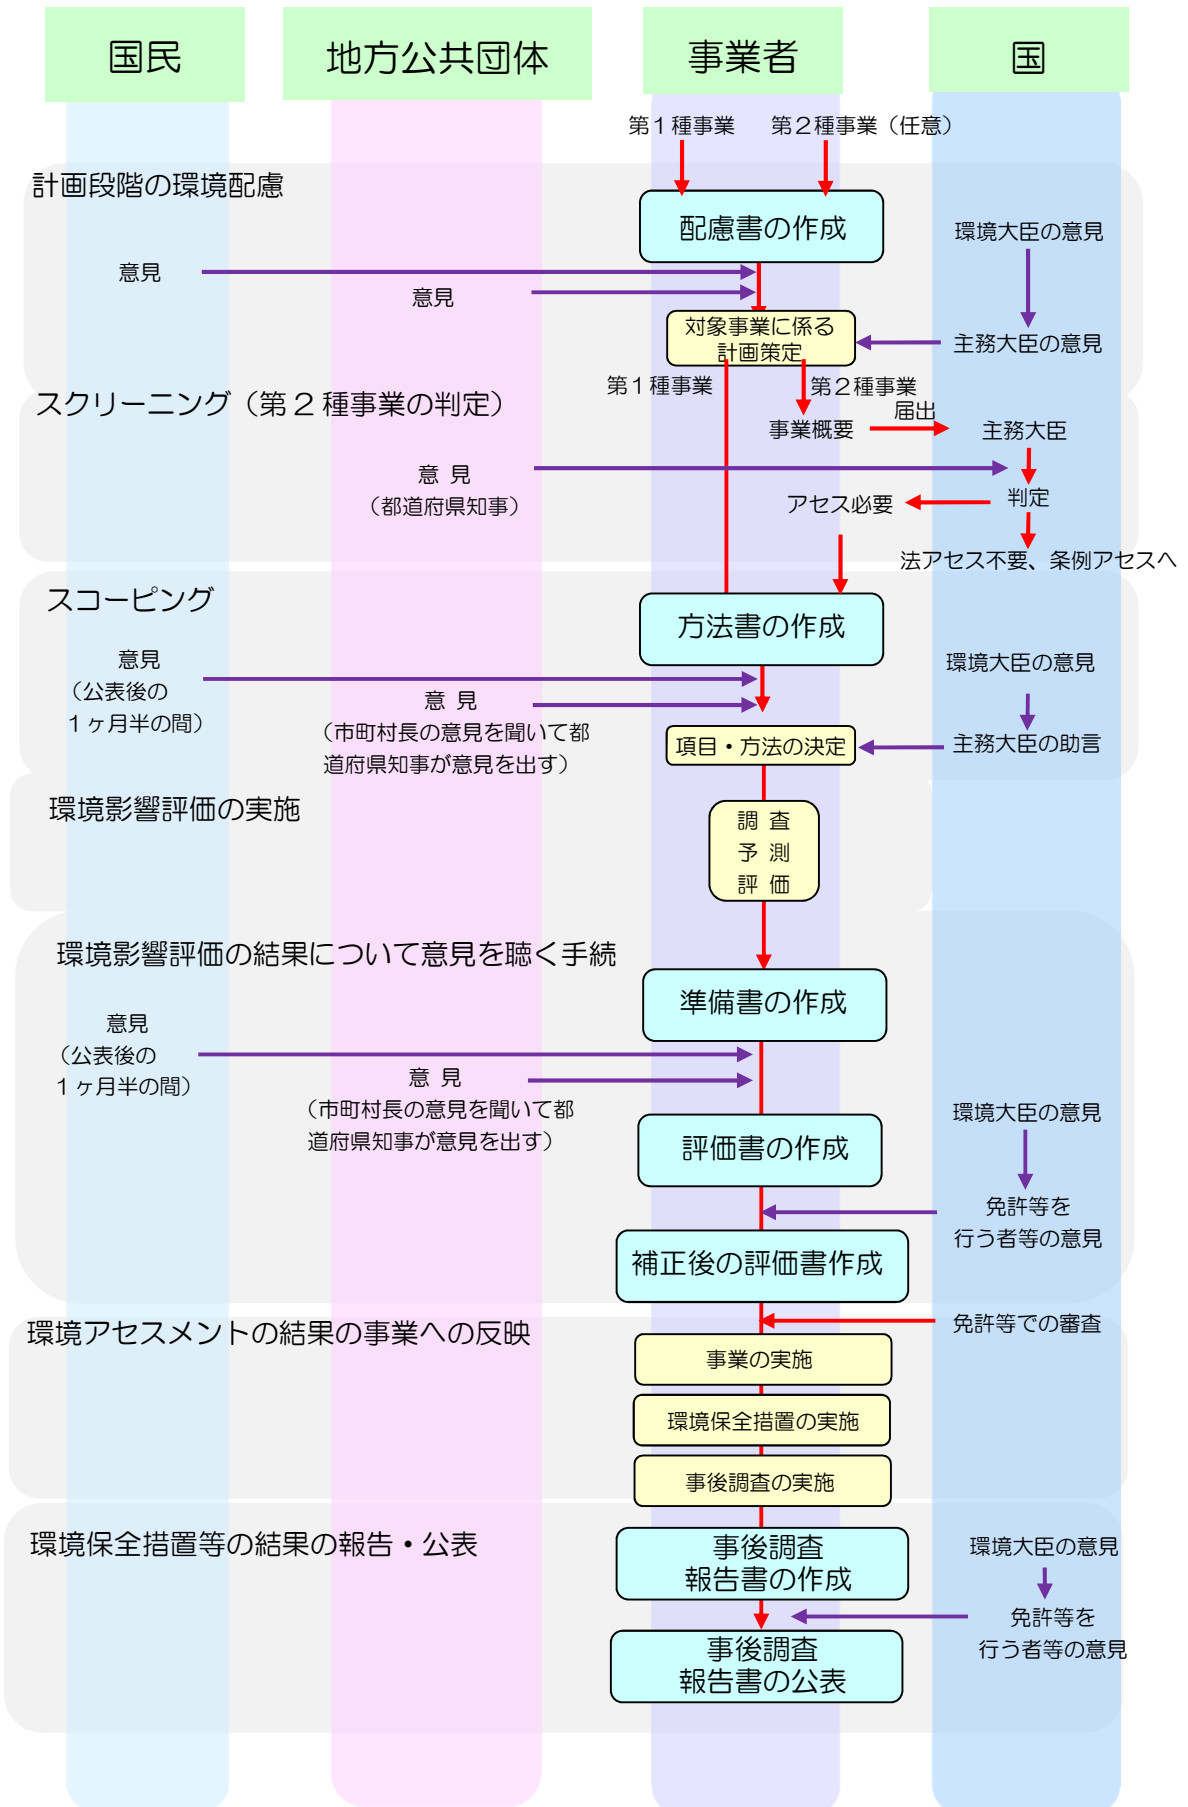 国民
地方公共団体
事業者
国
第１種事業
第２種事業（任意）
計画段階の環境配慮
配慮書の作成
環境大臣の意見
意見
意見
対象事業に係る
計画策定
主務大臣の意見
第１種事業
第２種事業
スクリーニング（第２種事業の判定）
届出
事業概要
主務大臣
意 見
（都道府県知事）
判定
アセス必要
法アセス不要、条例アセスへ
スコーピング
方法書の作成
意見
（公表後の
１ヶ月半の間）
環境大臣の意見
意 見
（市町村長の意見を聞いて都
道府県知事が意見を出す）
項目・方法の決定
主務大臣の助言
環境影響評価の実施
調 査
予 測
評 価
環境影響評価の結果について意見を聴く手続
準備書の作成
意見
（公表後の
１ヶ月半の間）
意 見
（市町村長の意見を聞いて都
道府県知事が意見を出す）
環境大臣の意見
評価書の作成
免許等を
行う者等の意見
補正後の評価書作成
環境アセスメントの結果の事業への反映
免許等での審査
事業の実施
環境保全措置の実施
事後調査の実施
環境保全措置等の結果の報告・公表
事後調査
報告書の作成
環境大臣の意見
免許等を
行う者等の意見
事後調査
報告書の公表